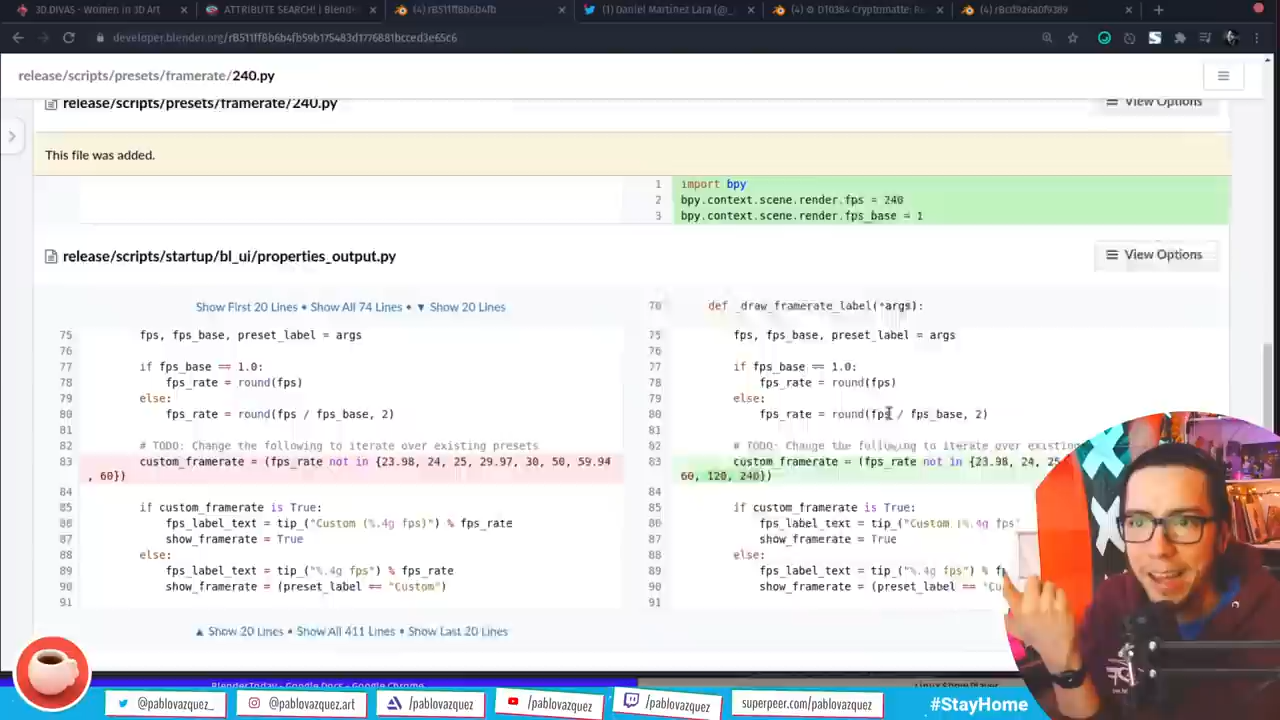 3D.DIVAS - Women in 3D Art
ATTRIBUTE SEARCH! | Blende
(4) rB511ff8b6b4fb
(1) Daniel Martínez Lara (@_
(4) ⚙ D10384 Cryptomatte: Re
(4) rBcd9a6a0f9389
developer.blender.org/rB511ff8b6b4fb59b175483d1776881bcced3e65c6
release/scripts/presets/framerate/240.py
release/scripts/presets/framerate/240.py
View Options
This file was added.
1 import bpy
2 bpy.context.scene.render.fps = 240
3 bpy.context.scene.render.fps_base = 1
release/scripts/startup/bl_ui/properties_output.py
View Options
Show First 20 Lines • Show All 74 Lines • ▼ Show 20 Lines
70 def _draw_framerate_label(*args):
75 fps, fps_base, preset_label = args
76
77 if fps_base == 1.0:
78 fps_rate = round(fps)
79 else:
80 fps_rate = round(fps / fps_base, 2)
81
82 # TODO: Change the following to iterate over existing presets
83 custom_framerate = (fps_rate not in {23.98, 24, 25, 29.97, 30, 50, 59.94
, 60})
84
85 if custom_framerate is True:
86 fps_label_text = tip_("Custom (%.4g fps)") % fps_rate
87 show_framerate = True
88 else:
89 fps_label_text = tip_("%.4g fps") % fps_rate
90 show_framerate = (preset_label == "Custom")
91
75 fps, fps_base, preset_label = args
76
77 if fps_base == 1.0:
78 fps_rate = round(fps)
79 else:
80 fps_rate = round(fps / fps_base, 2)
81
82 # TODO: Change the following to iterate over existing
83 custom_framerate = (fps_rate not in {23.98, 24, 25
60, 120, 240})
84
85 if custom_framerate is True:
86 fps_label_text = tip_("Custom (%.4g fps"
87 show_framerate = True
88 else:
89 fps_label_text = tip_("%.4g fps") % fp
90 show_framerate = (preset_label == "Cu
91
▲ Show 20 Lines • Show All 411 Lines • Show Last 20 Lines
BlenderToday - Google Docs - Google Chrome
@pablovazquez_
@pablovazquez.art
/pablovazquez
/pablovazquez
/pablovazquez
superpeer.com/pablovazquez
#StayHome